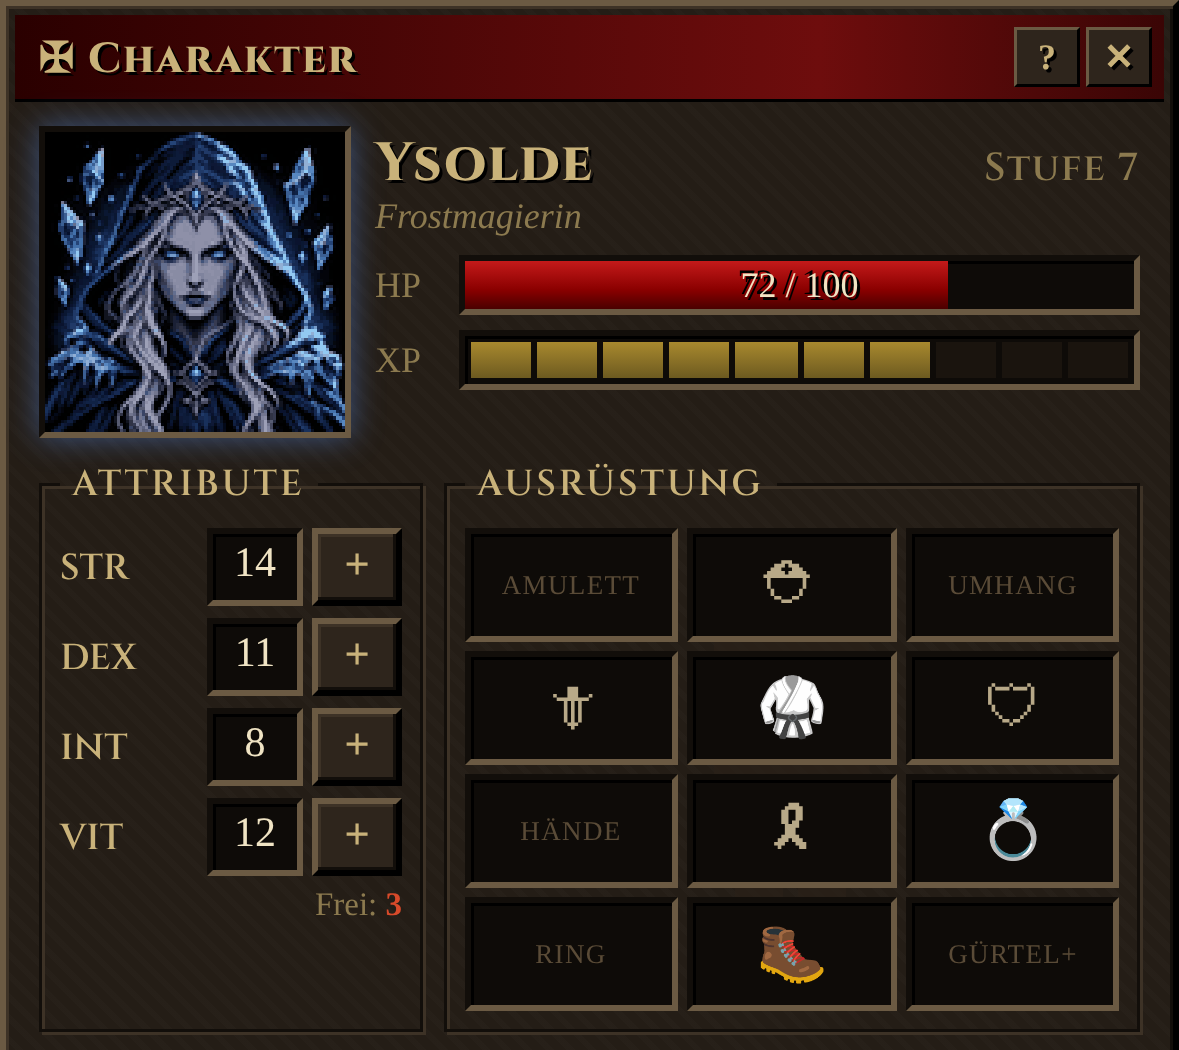 ✠ Charakter ? ✕
Ysolde Stufe 7
Frostmagierin
HP 72 / 100
XP
ATTRIBUTE
STR 14 +
DEX 11 +
INT 8 +
VIT 12 +
Frei: 3
AUSRÜSTUNG
AMULETT UMHANG
HÄNDE
RING GÜRTEL+